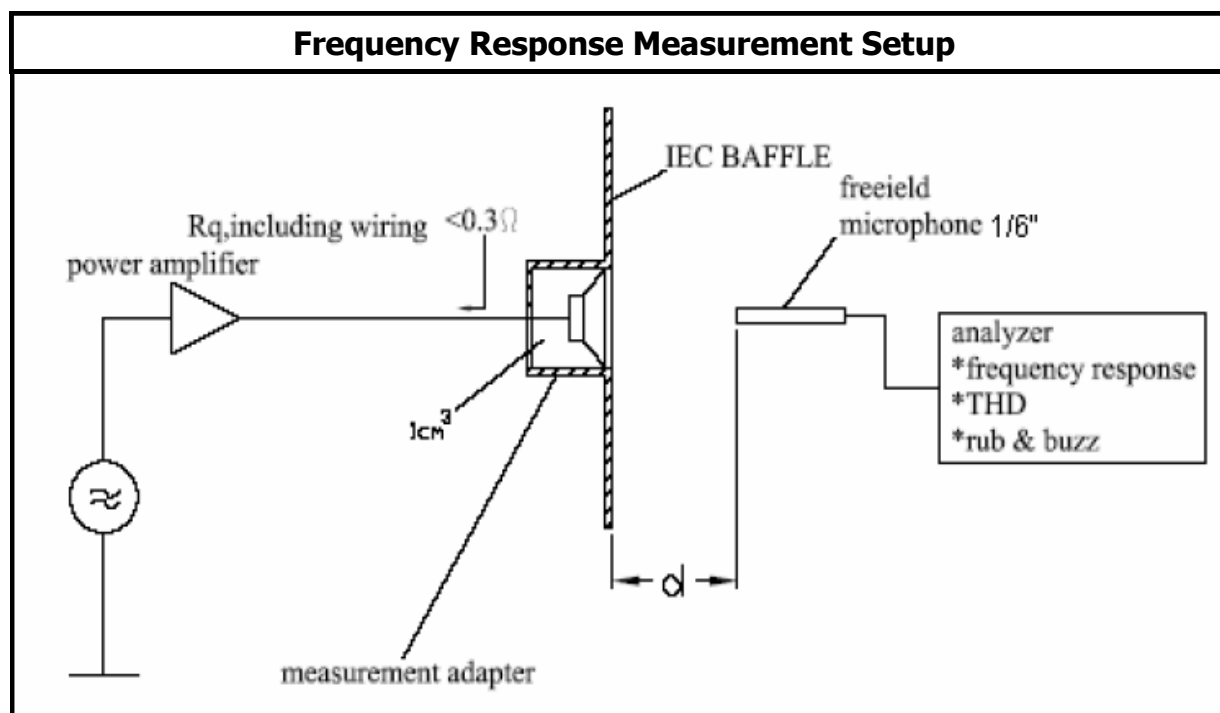 Frequency Response Measurement Setup
IEC BAFFLE
freeield
microphone 1/6"
Rq,including wiring <0.3Ω
power amplifier
analyzer
*frequency response
*THD
*rub & buzz
1cm³
d
measurement adapter